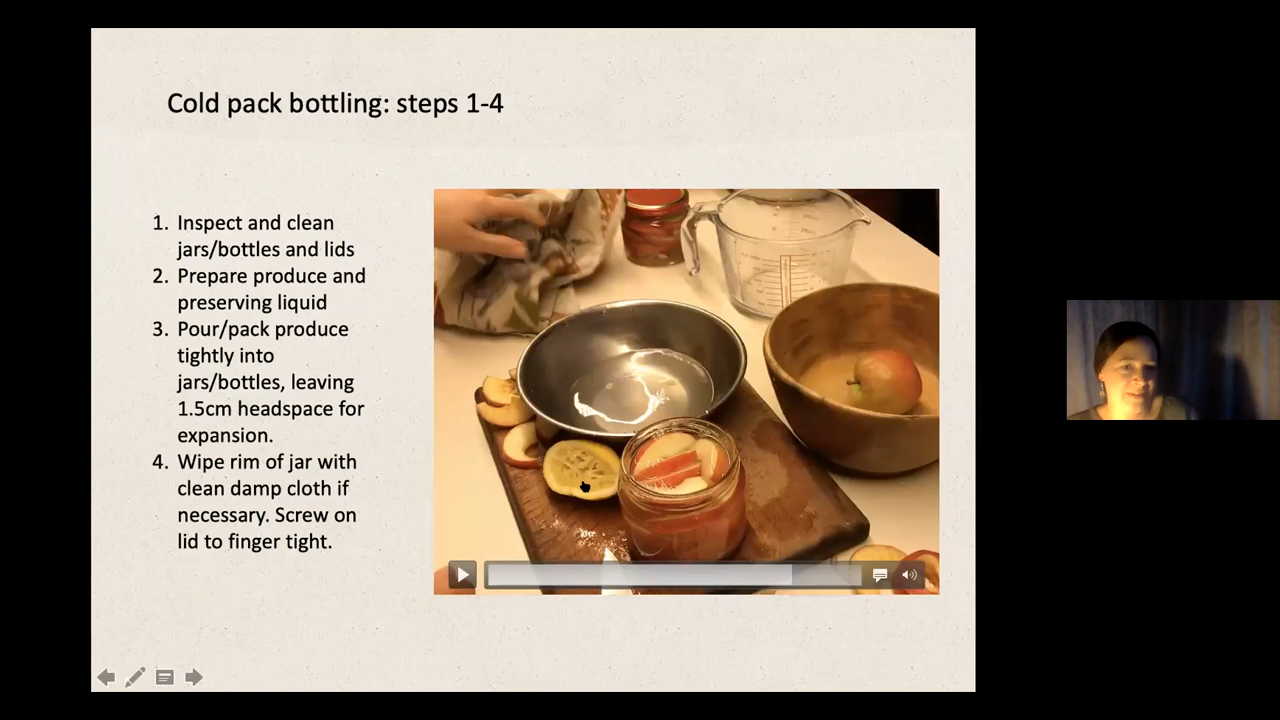 Cold pack bottling: steps 1-4
1. Inspect and clean
jars/bottles and lids
2. Prepare produce and
preserving liquid
3. Pour/pack produce
tightly into
jars/bottles, leaving
1.5cm headspace for
expansion.
4. Wipe rim of jar with
clean damp cloth if
necessary. Screw on
lid to finger tight.